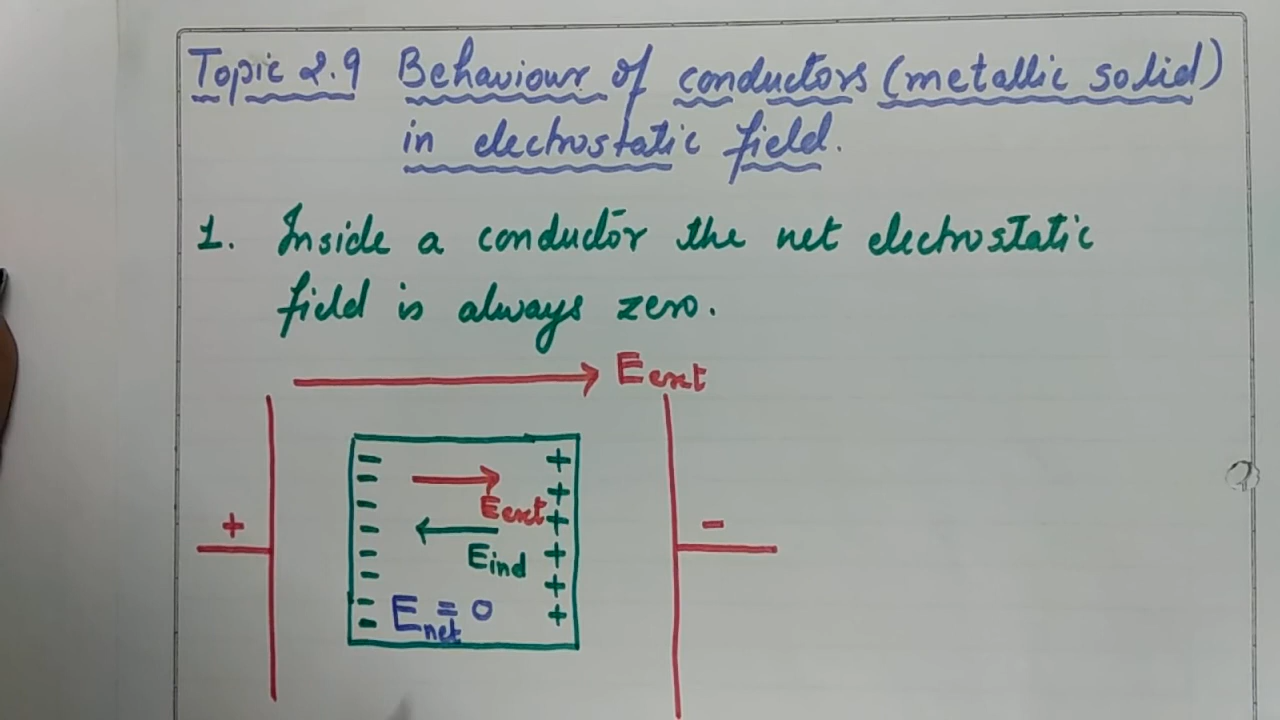 Topic 2.9 Behaviour of conductors (metallic solid)
in electrostatic field.
1. Inside a conductor the net electrostatic
field is always zero.
Eext
- +
- +
Eext
- +
+ -
Eind
- +
- +
- +
Enet = 0
-